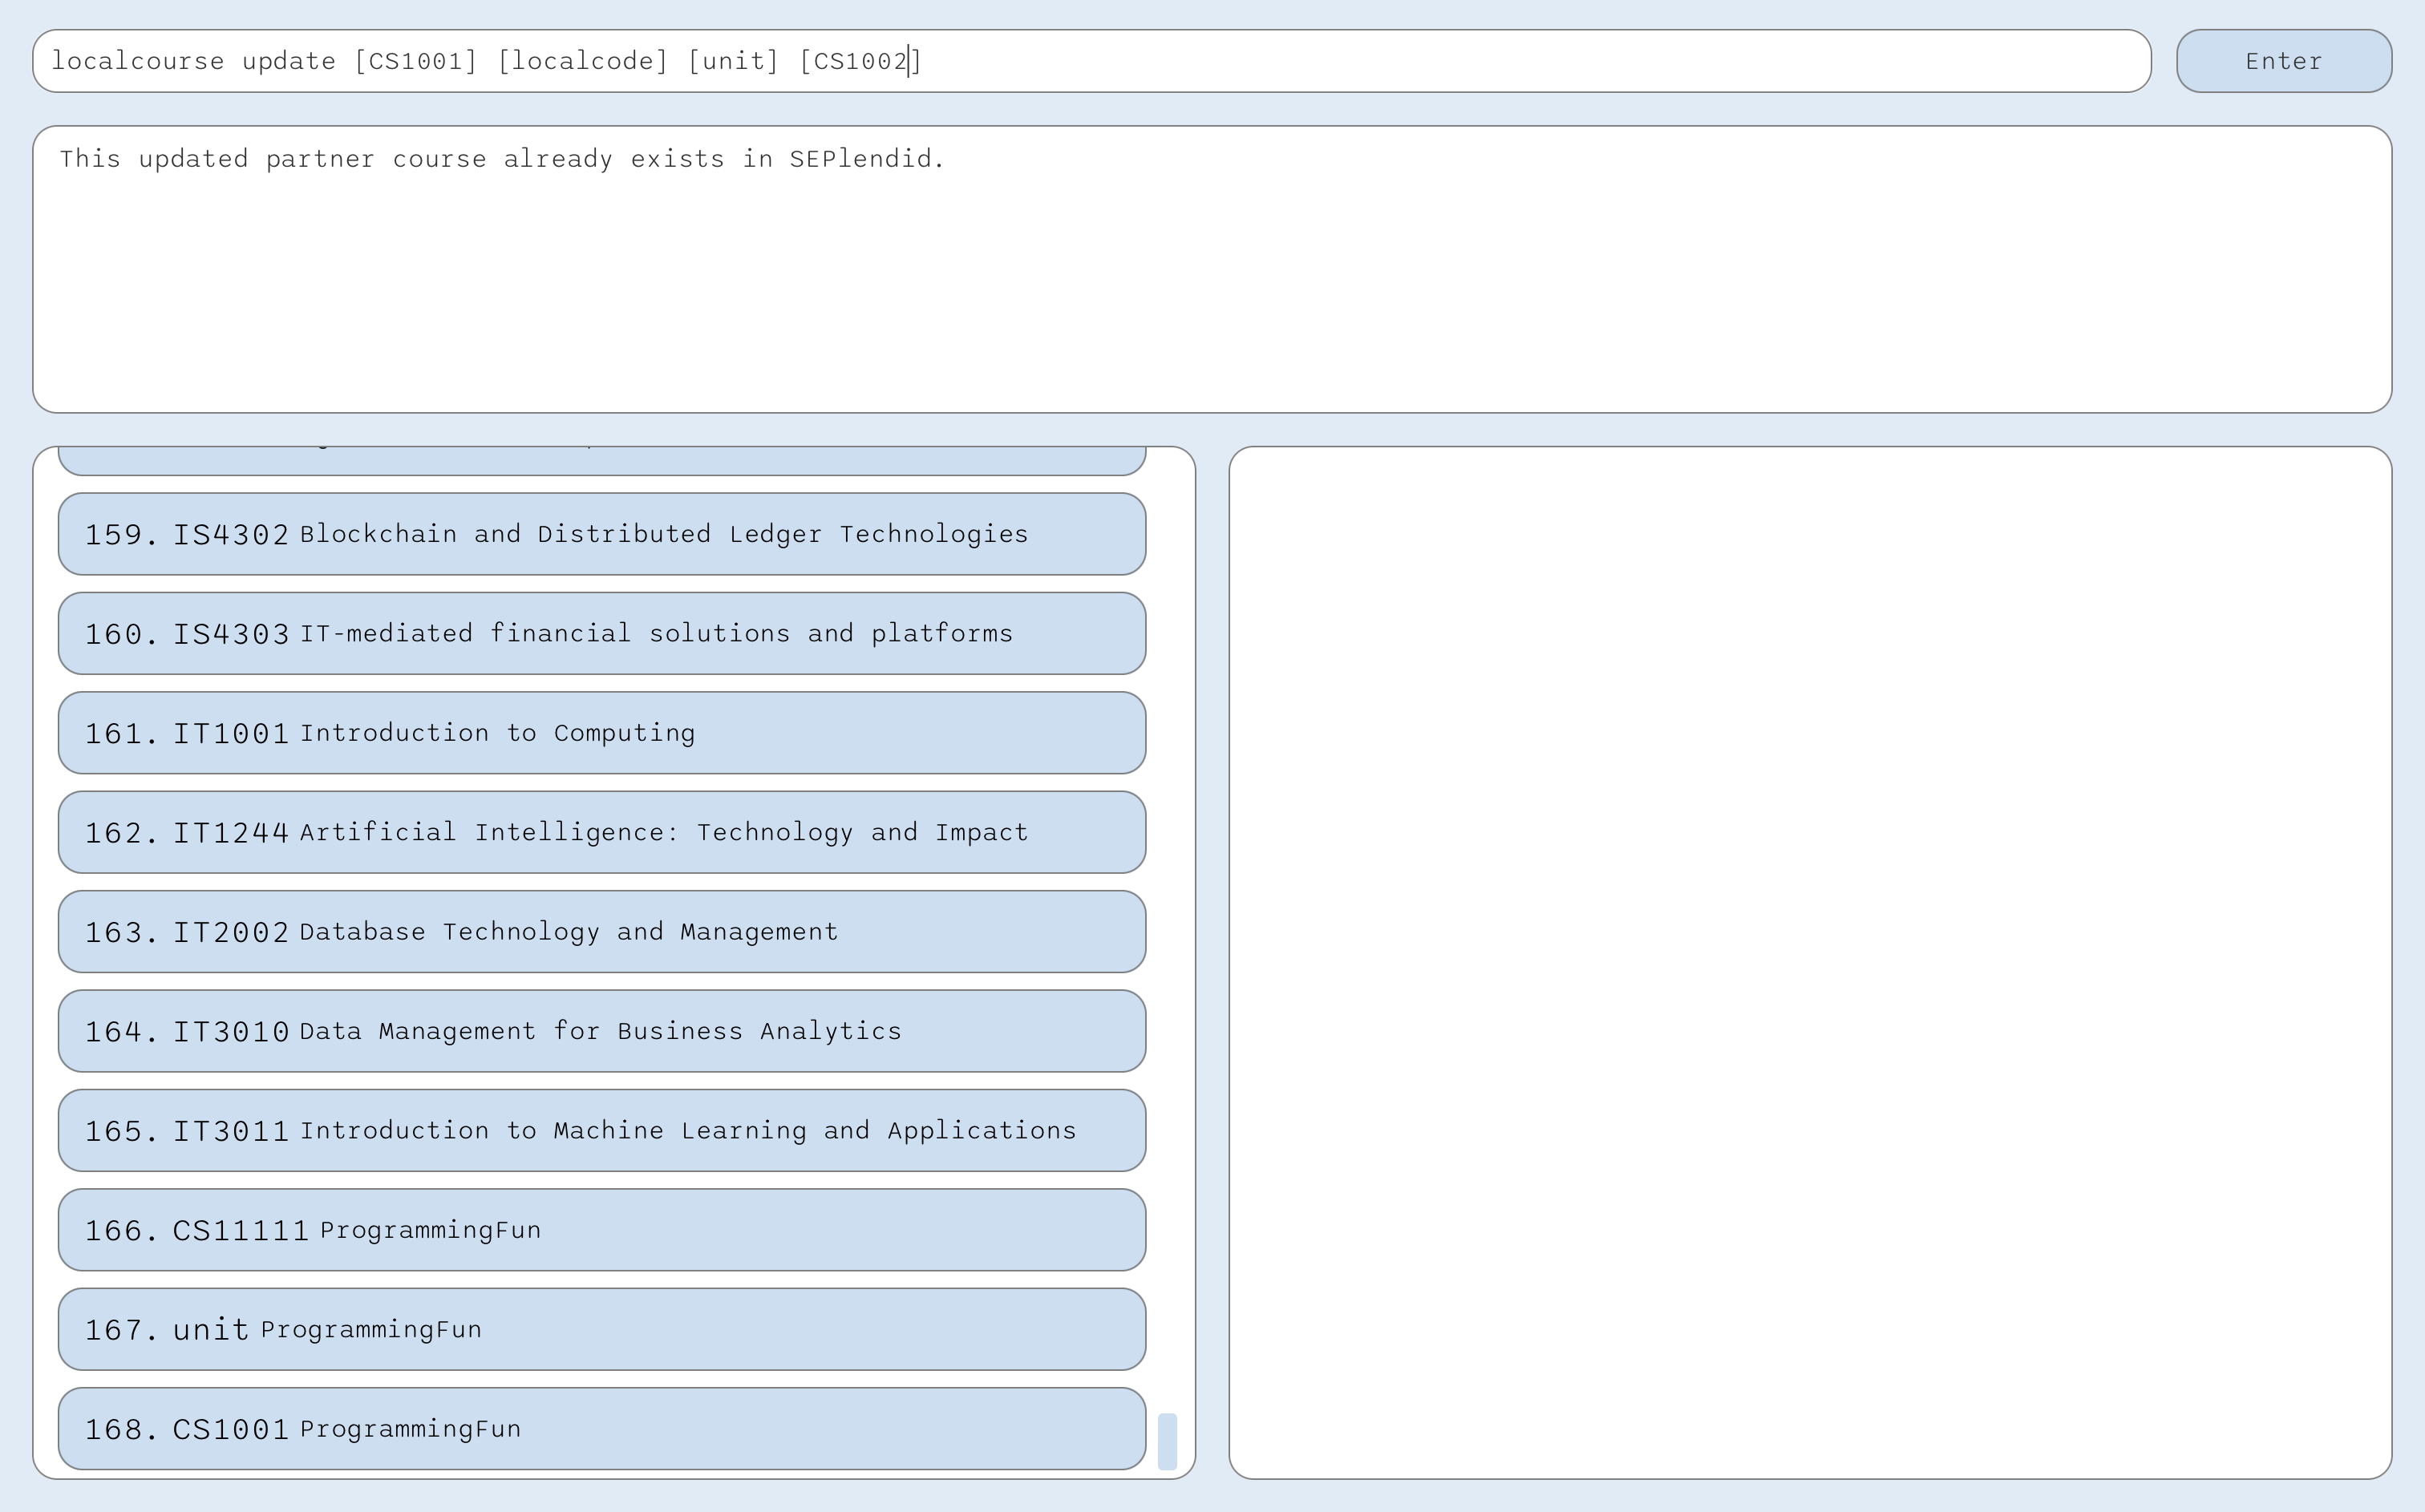 localcourse update [CS1001] [localcode] [unit] [CS1002]
Enter
This updated partner course already exists in SEPlendid.
159. IS4302 Blockchain and Distributed Ledger Technologies
160. IS4303 IT-mediated financial solutions and platforms
161. IT1001 Introduction to Computing
162. IT1244 Artificial Intelligence: Technology and Impact
163. IT2002 Database Technology and Management
164. IT3010 Data Management for Business Analytics
165. IT3011 Introduction to Machine Learning and Applications
166. CS11111 ProgrammingFun
167. unit ProgrammingFun
168. CS1001 ProgrammingFun